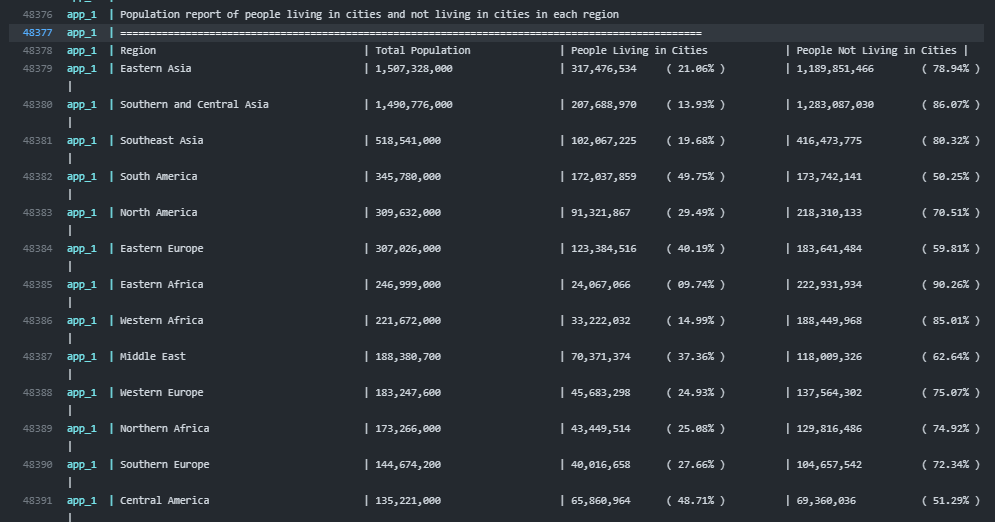 48376 app_1 | Population report of people living in cities and not living in cities in each region
48377 app_1 | ==================================================================================================
48378 app_1 | Region | Total Population | People Living in Cities | People Not Living in Cities |
48379 app_1 | Eastern Asia | 1,507,328,000 | 317,476,534 ( 21.06% ) | 1,189,851,466 ( 78.94% )
|
48380 app_1 | Southern and Central Asia | 1,490,776,000 | 207,688,970 ( 13.93% ) | 1,283,087,030 ( 86.07% )
|
48381 app_1 | Southeast Asia | 518,541,000 | 102,067,225 ( 19.68% ) | 416,473,775 ( 80.32% )
|
48382 app_1 | South America | 345,780,000 | 172,037,859 ( 49.75% ) | 173,742,141 ( 50.25% )
|
48383 app_1 | North America | 309,632,000 | 91,321,867 ( 29.49% ) | 218,310,133 ( 70.51% )
|
48384 app_1 | Eastern Europe | 307,026,000 | 123,384,516 ( 40.19% ) | 183,641,484 ( 59.81% )
|
48385 app_1 | Eastern Africa | 246,999,000 | 24,067,066 ( 09.74% ) | 222,931,934 ( 90.26% )
|
48386 app_1 | Western Africa | 221,672,000 | 33,222,032 ( 14.99% ) | 188,449,968 ( 85.01% )
|
48387 app_1 | Middle East | 188,380,700 | 70,371,374 ( 37.36% ) | 118,009,326 ( 62.64% )
|
48388 app_1 | Western Europe | 183,247,600 | 45,683,298 ( 24.93% ) | 137,564,302 ( 75.07% )
|
48389 app_1 | Northern Africa | 173,266,000 | 43,449,514 ( 25.08% ) | 129,816,486 ( 74.92% )
|
48390 app_1 | Southern Europe | 144,674,200 | 40,016,658 ( 27.66% ) | 104,657,542 ( 72.34% )
|
48391 app_1 | Central America | 135,221,000 | 65,860,964 ( 48.71% ) | 69,360,036 ( 51.29% )
|